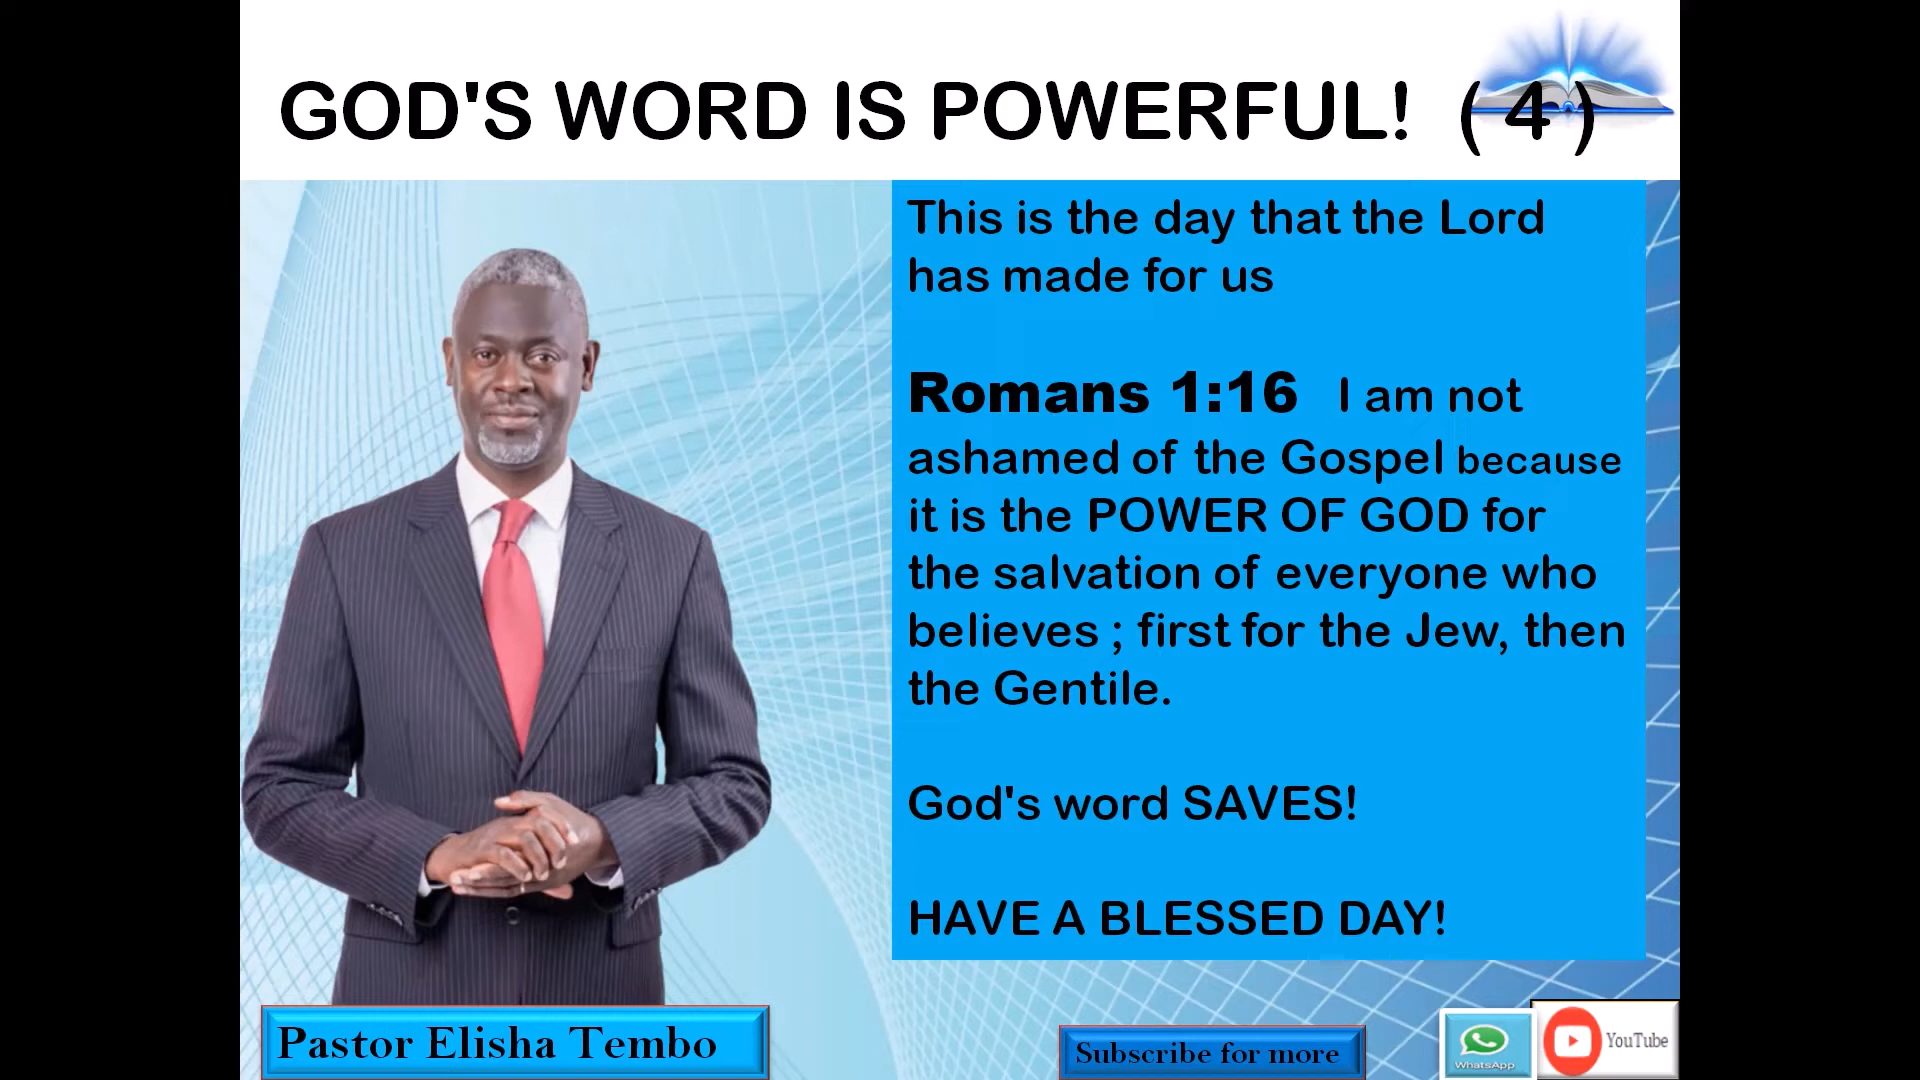 GOD'S WORD IS POWERFUL! ( 4 )
This is the day that the Lord
has made for us
Romans 1:16 I am not
ashamed of the Gospel because
it is the POWER OF GOD for
the salvation of everyone who
believes ; first for the Jew, then
the Gentile.
God's word SAVES!
HAVE A BLESSED DAY!
Pastor Elisha Tembo
Subscribe for more
WhatsApp
YouTube